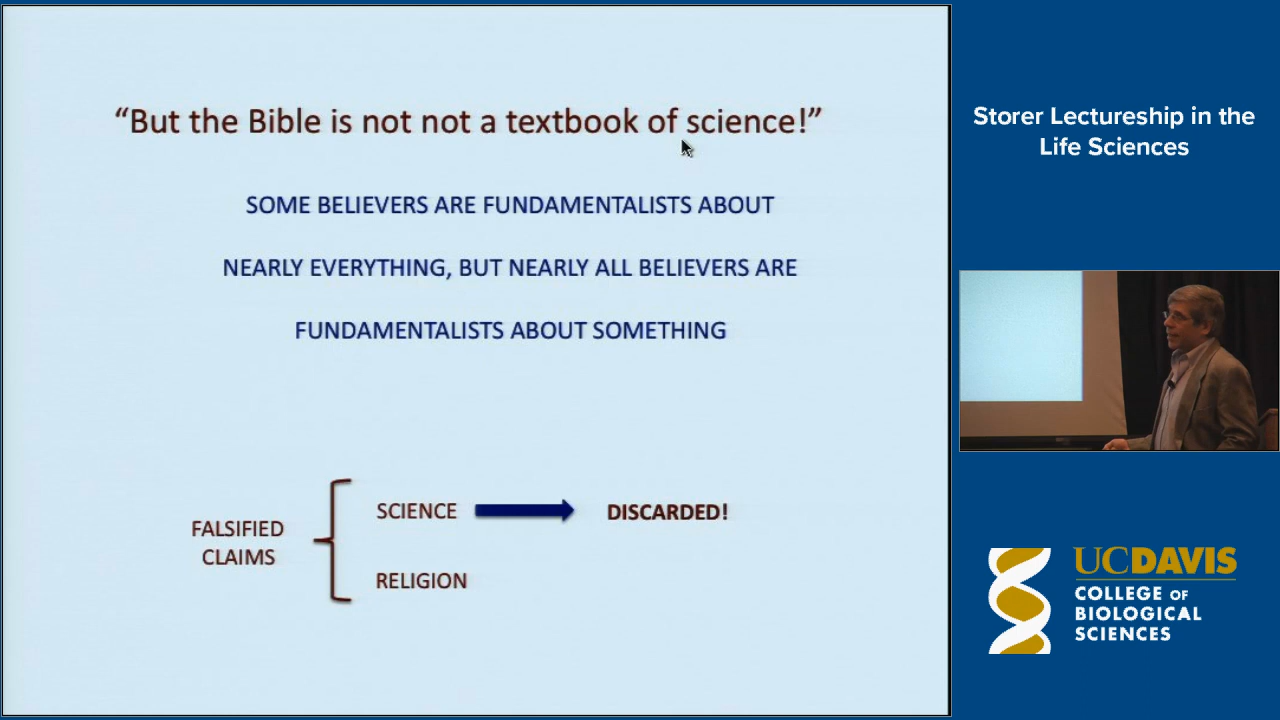 “But the Bible is not not a textbook of science!”
SOME BELIEVERS ARE FUNDAMENTALISTS ABOUT
NEARLY EVERYTHING, BUT NEARLY ALL BELIEVERS ARE
FUNDAMENTALISTS ABOUT SOMETHING
FALSIFIED
CLAIMS
SCIENCE
DISCARDED!
RELIGION
Storer Lectureship in the
Life Sciences
UCDAVIS
COLLEGE OF
BIOLOGICAL
SCIENCES